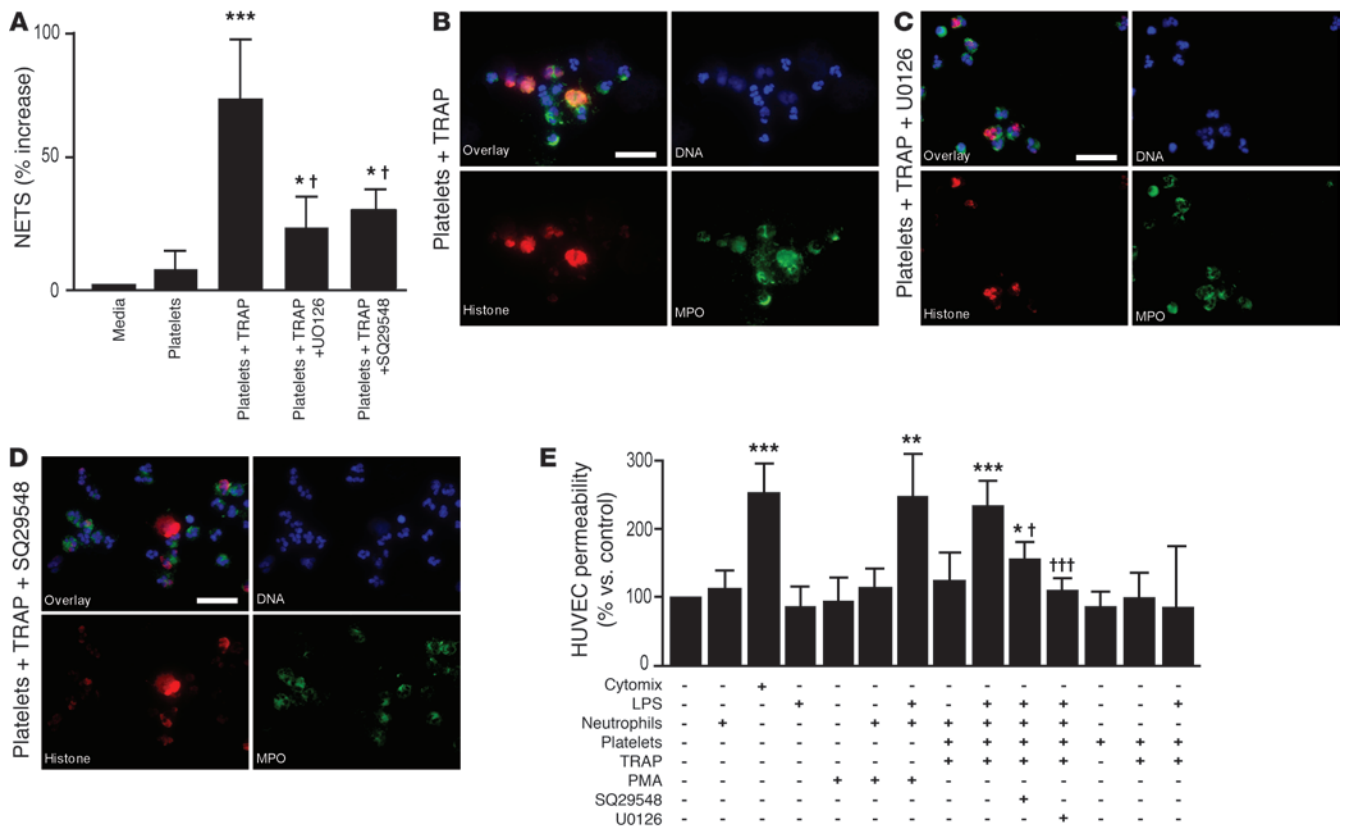 A
100
***
NETS (% increase)
50
* †
* †
0
Media
Platelets
Platelets + TRAP
Platelets + TRAP
+UO126
Platelets + TRAP
+SQ29548
B
Platelets + TRAP
Overlay
DNA
Histone
MPO
C
Platelets + TRAP + U0126
Overlay
DNA
Histone
MPO
D
Platelets + TRAP + SQ29548
Overlay
DNA
Histone
MPO
E
HUVEC permeability
(% vs. control)
300
200
100
0
***
**
***
* †
†††
Cytomix - - + - - - - - - - - - - -
LPS - - - + - - + - + + + - - +
Neutrophils - + - - - + + + + + + - - -
Platelets - - - - - - - + + + + + + +
TRAP - - - - - - - + + + + - + +
PMA - - - - + + + - - - - - - -
SQ29548 - - - - - - - - - + - - - -
U0126 - - - - - - - - - - + - - -